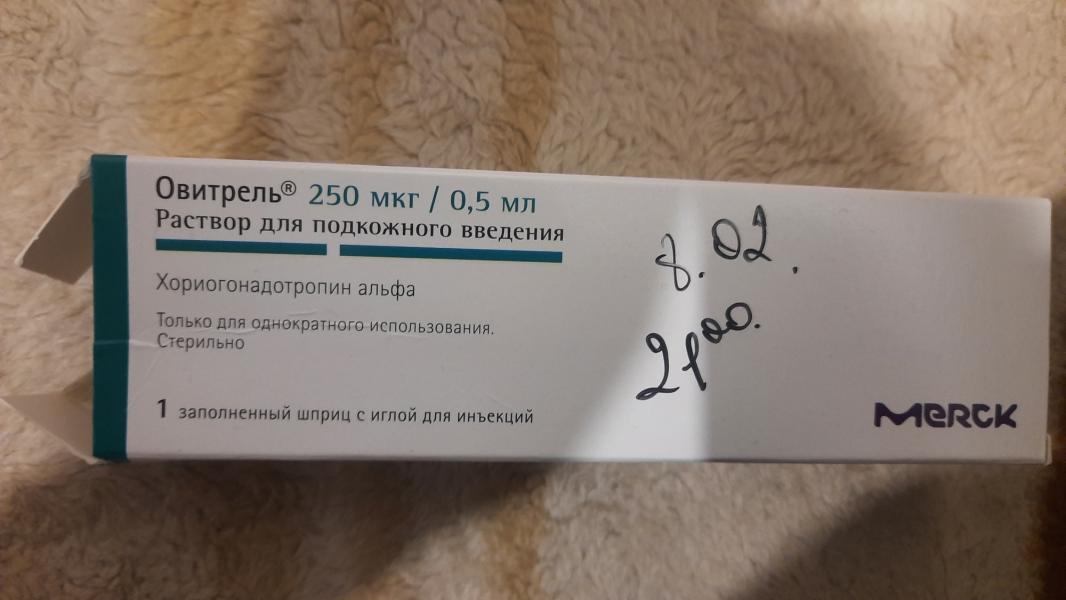 Овитрель® 250 мкг / 0,5 мл
Раствор для подкожного введения
Хориогонадотропин альфа
Только для однократного использования.
Стерильно
1 заполненный шприц с иглой для инъекций
8.02.
21⁰⁰.
MERCK